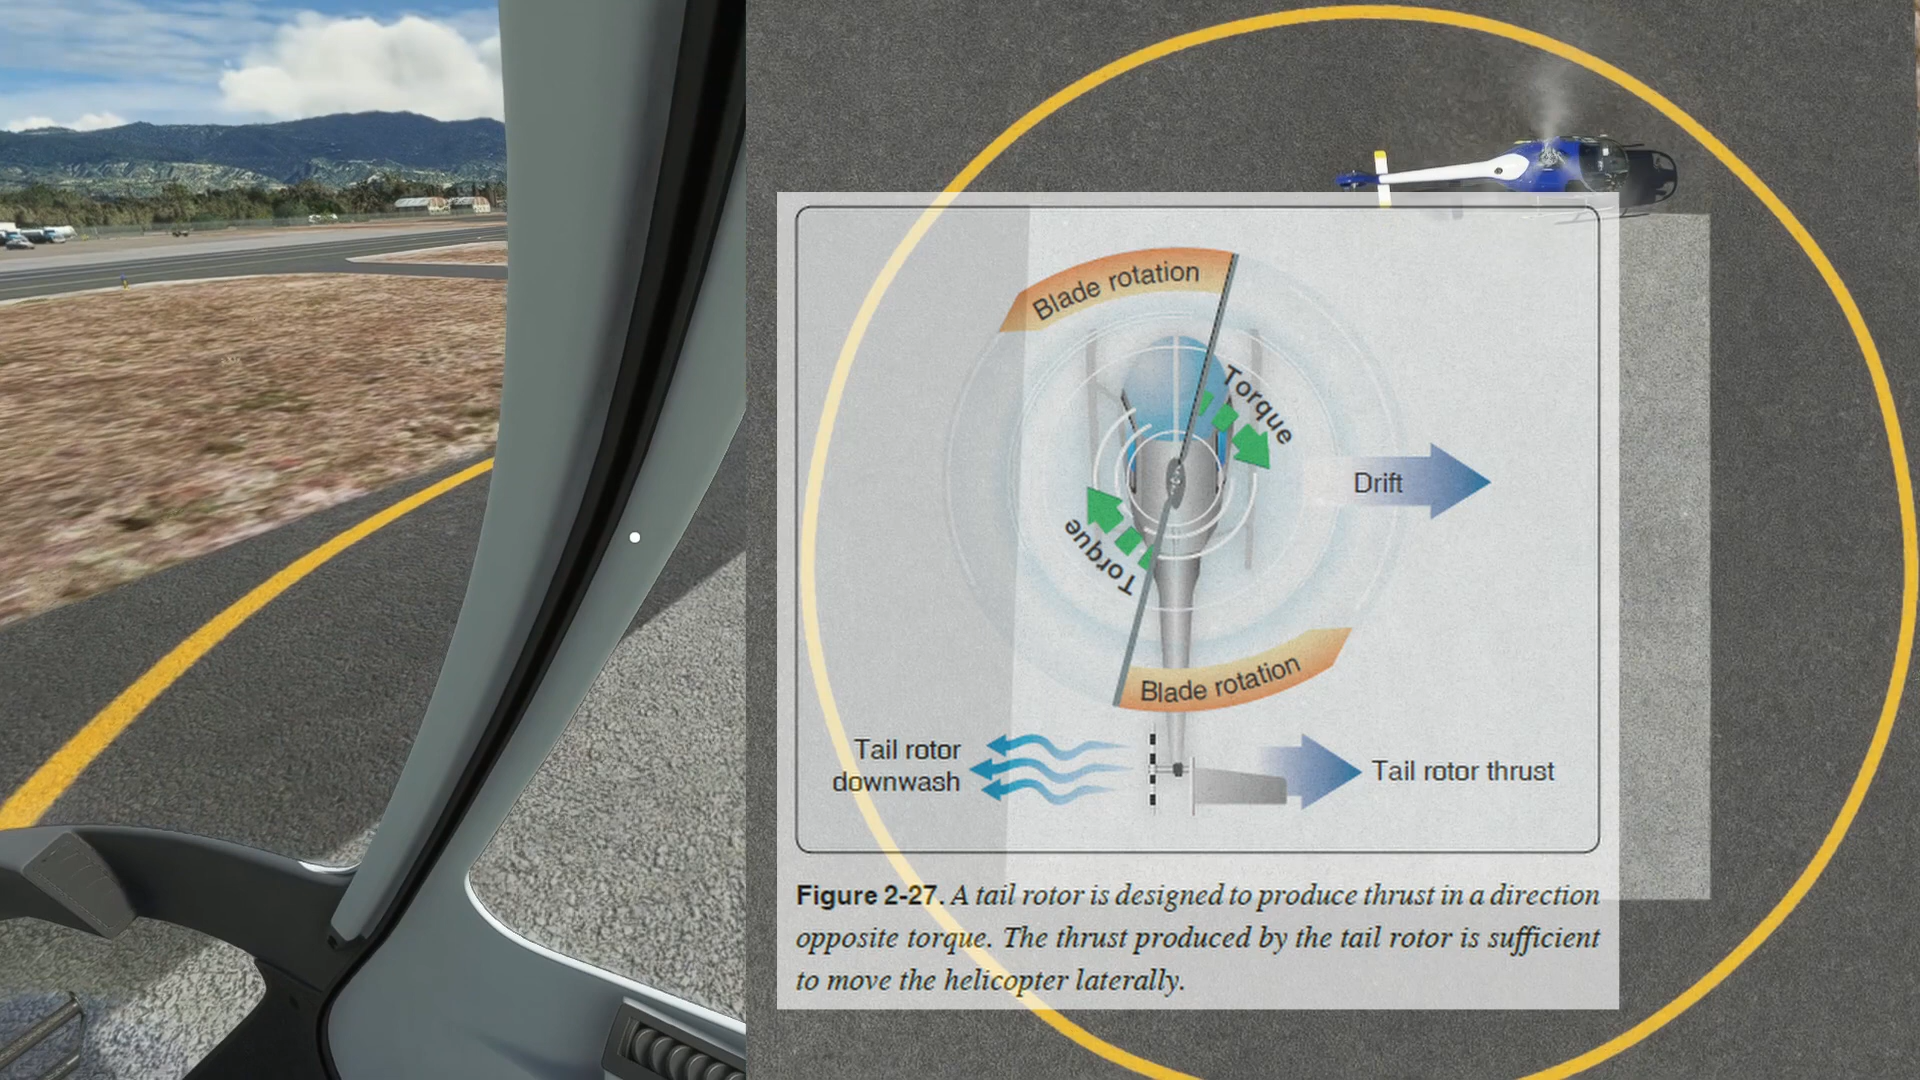 Blade rotation
Torque
Drift
Torque
Blade rotation
Tail rotor
downwash
Tail rotor thrust
Figure 2-27. A tail rotor is designed to produce thrust in a direction
opposite torque. The thrust produced by the tail rotor is sufficient
to move the helicopter laterally.